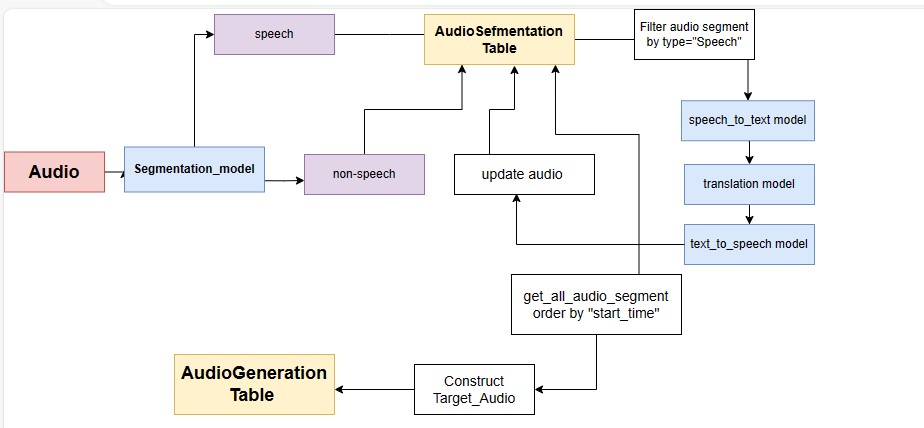 speech
AudioSefmentation
Table
Filter audio segment
by type="Speech"
speech_to_text model
Audio
Segmentation_model
non-speech
update audio
translation model
text_to_speech model
get_all_audio_segment
order by "start_time"
AudioGeneration
Table
Construct
Target_Audio